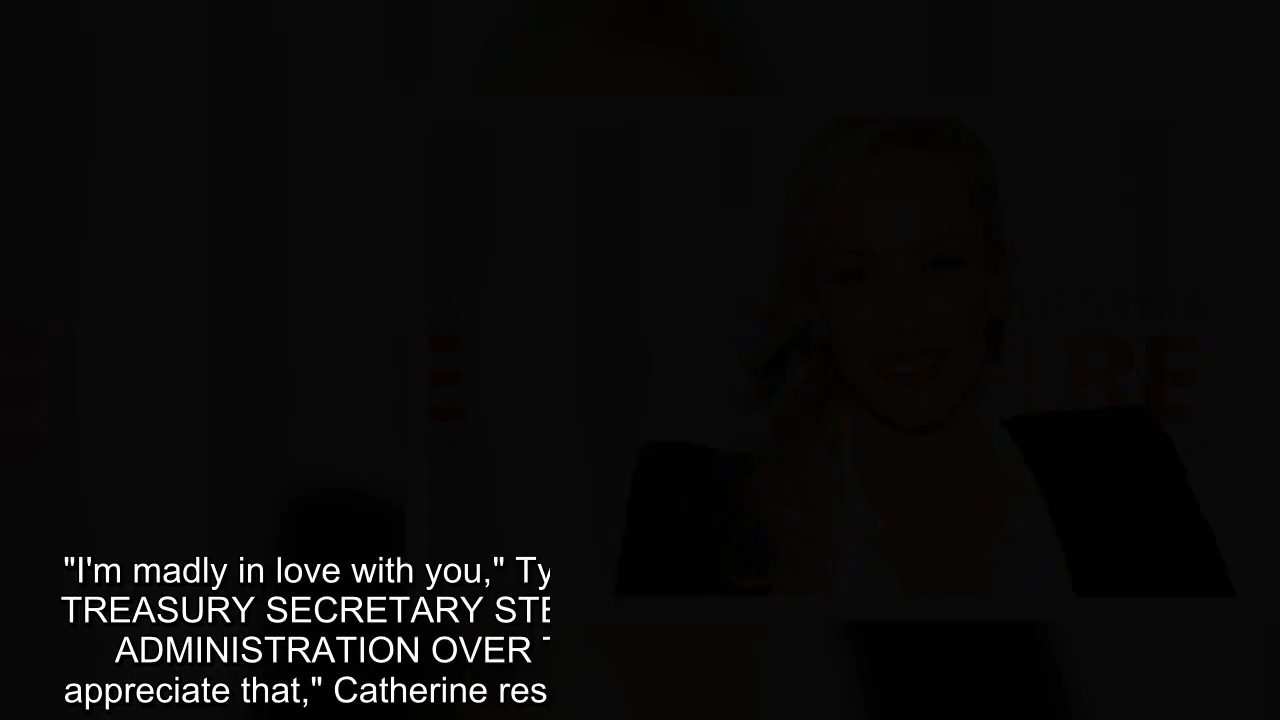 "I'm madly in love with you," Ty
TREASURY SECRETARY STE
ADMINISTRATION OVER T
appreciate that," Catherine res